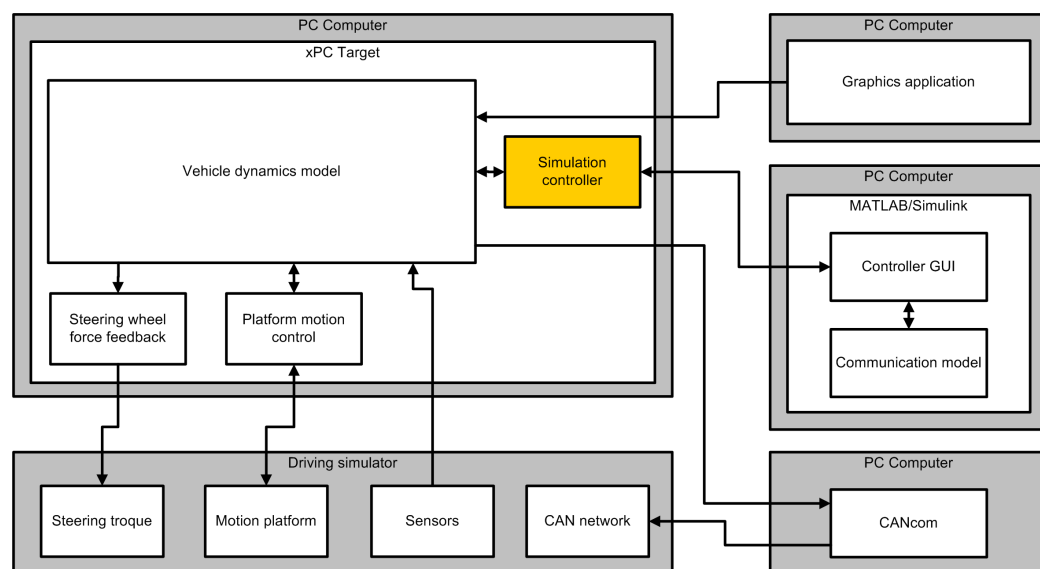 PC Computer
xPC Target
Vehicle dynamics model
Simulation
controller
Steering wheel
force feedback
Platform motion
control
PC Computer
Graphics application
PC Computer
MATLAB/Simulink
Controller GUI
Communication model
Driving simulator
Steering troque
Motion platform
Sensors
CAN network
PC Computer
CANcom